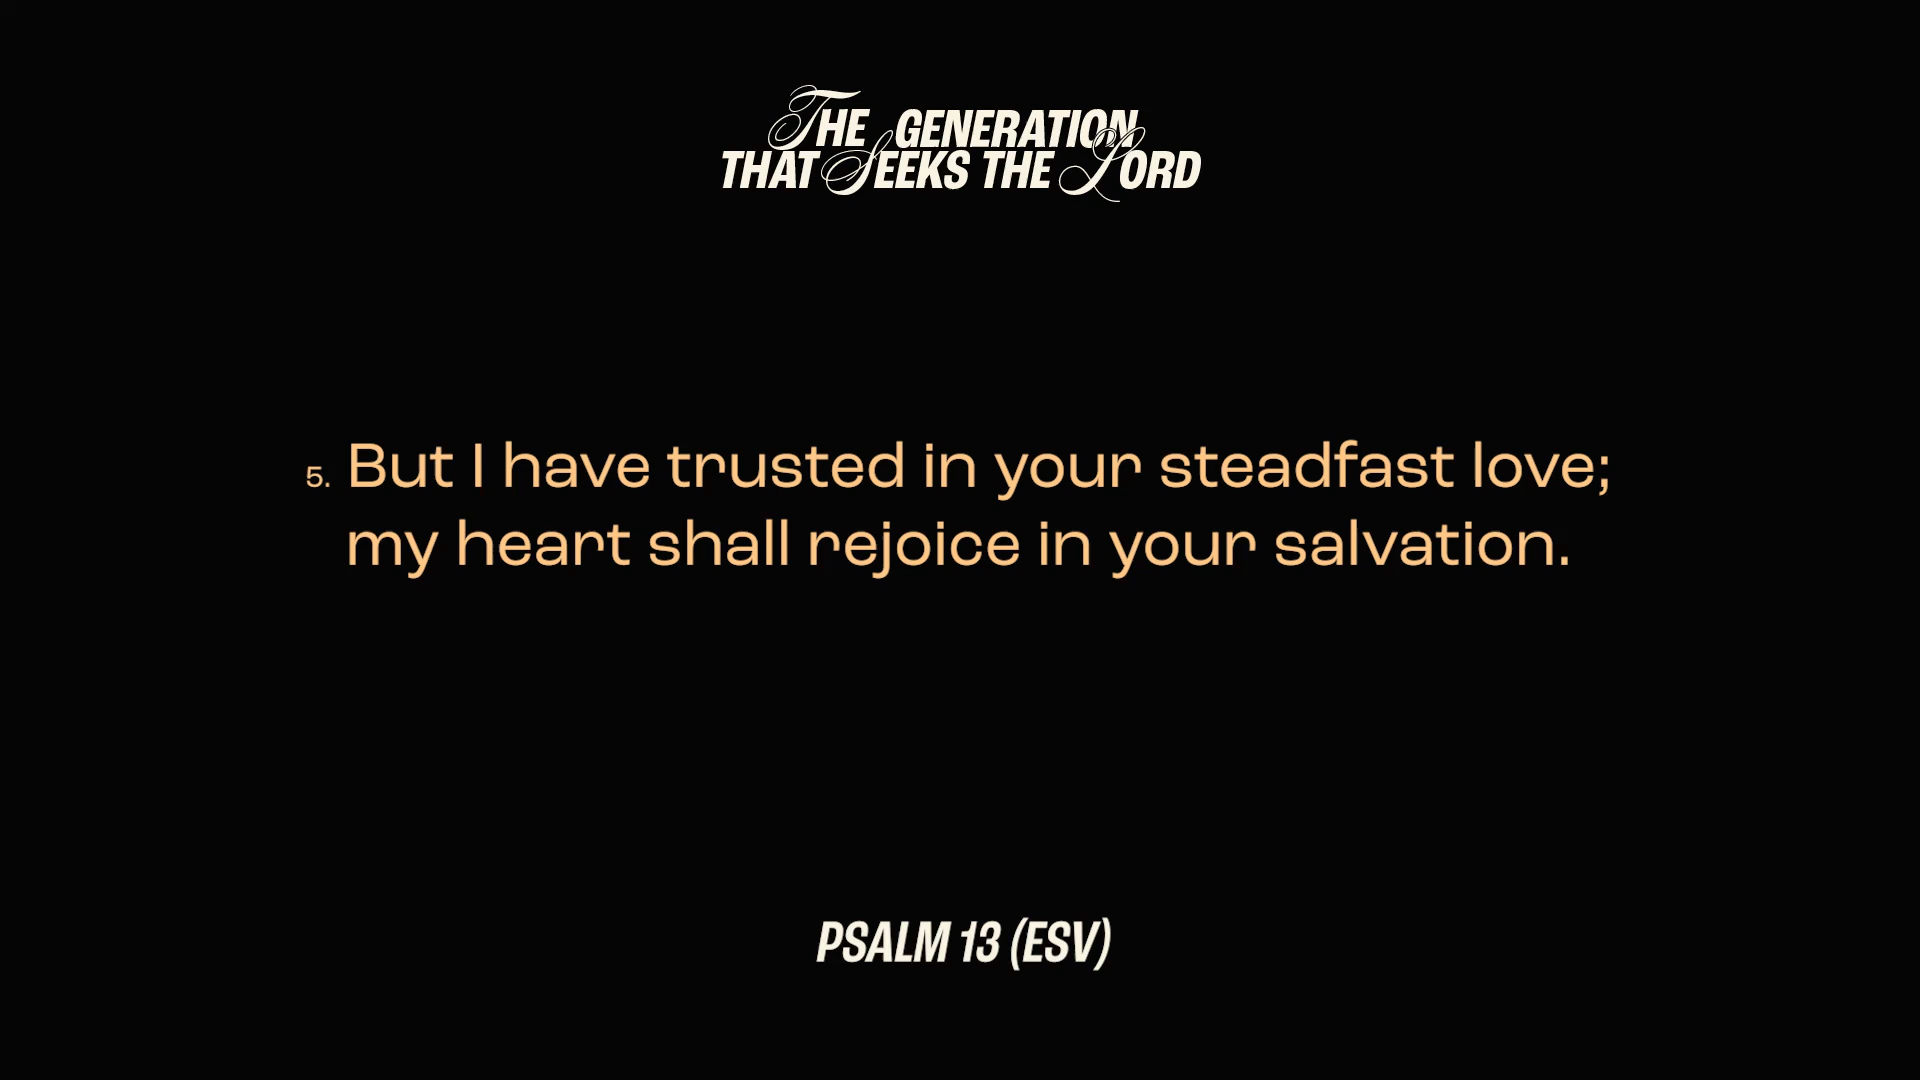 THE GENERATION
THAT SEEKS THE LORD
5. But I have trusted in your steadfast love;
my heart shall rejoice in your salvation.
PSALM 13 (ESV)